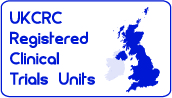 UKCRC
Registered
Clinical
Trials Units